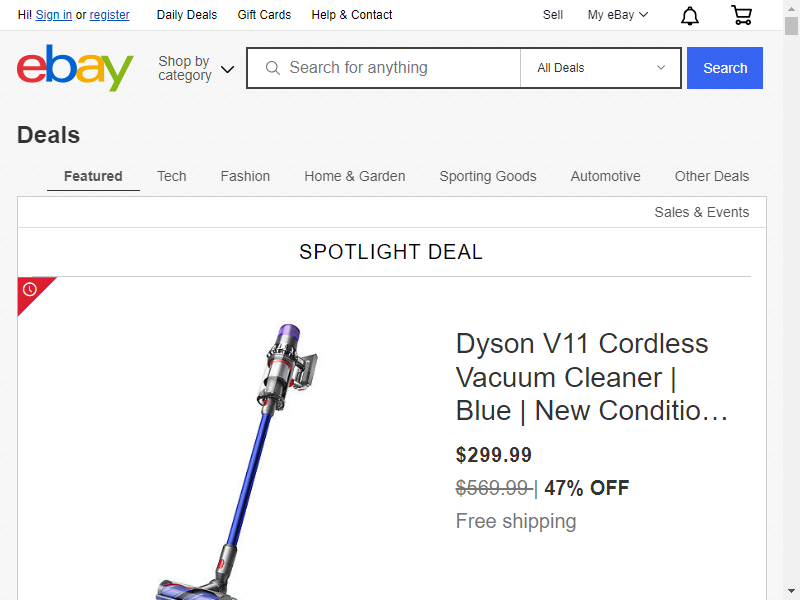 Hi! Sign in or register Daily Deals Gift Cards Help & Contact Sell My eBay
ebay
Shop by
category
Search for anything
All Deals
Search
Deals
Featured Tech Fashion Home & Garden Sporting Goods Automotive Other Deals
Sales & Events
SPOTLIGHT DEAL
Dyson V11 Cordless
Vacuum Cleaner |
Blue | New Conditio…
$299.99
$569.99 | 47% OFF
Free shipping